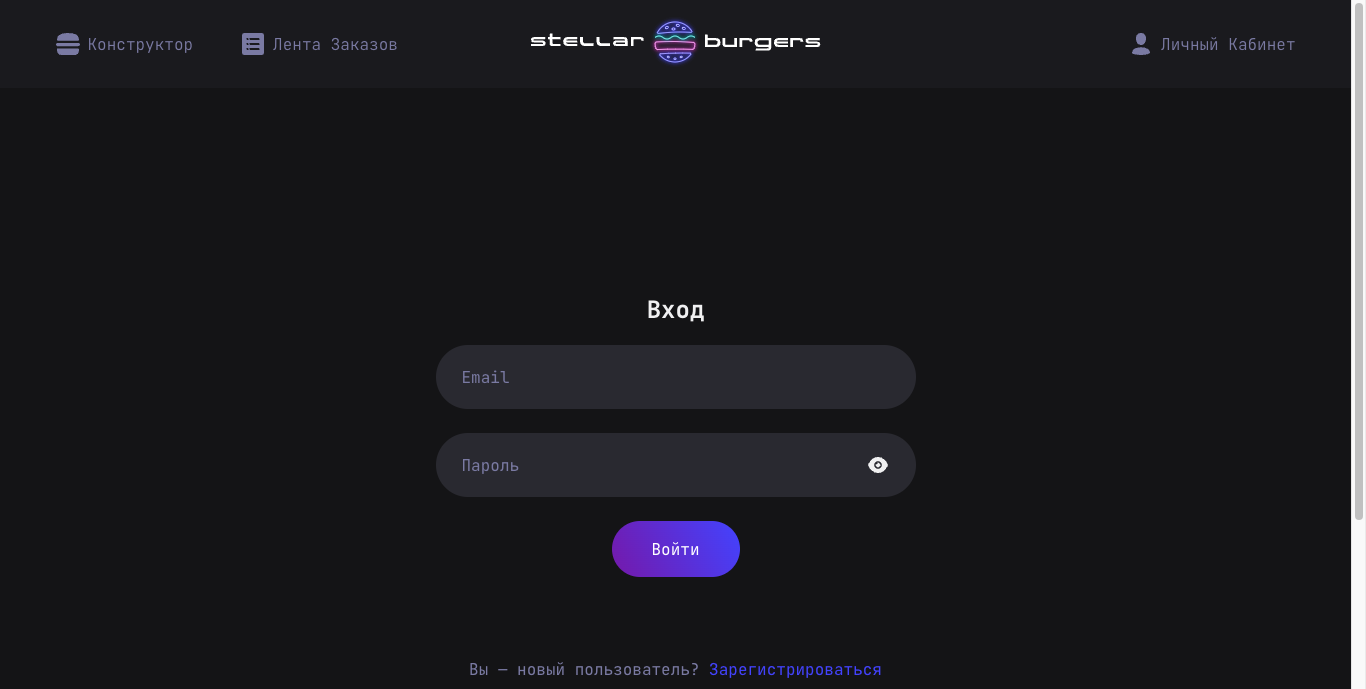 Конструктор Лента Заказов stellar burgers Личный Кабинет
Вход
Email
Пароль
Войти
Вы — новый пользователь? Зарегистрироваться